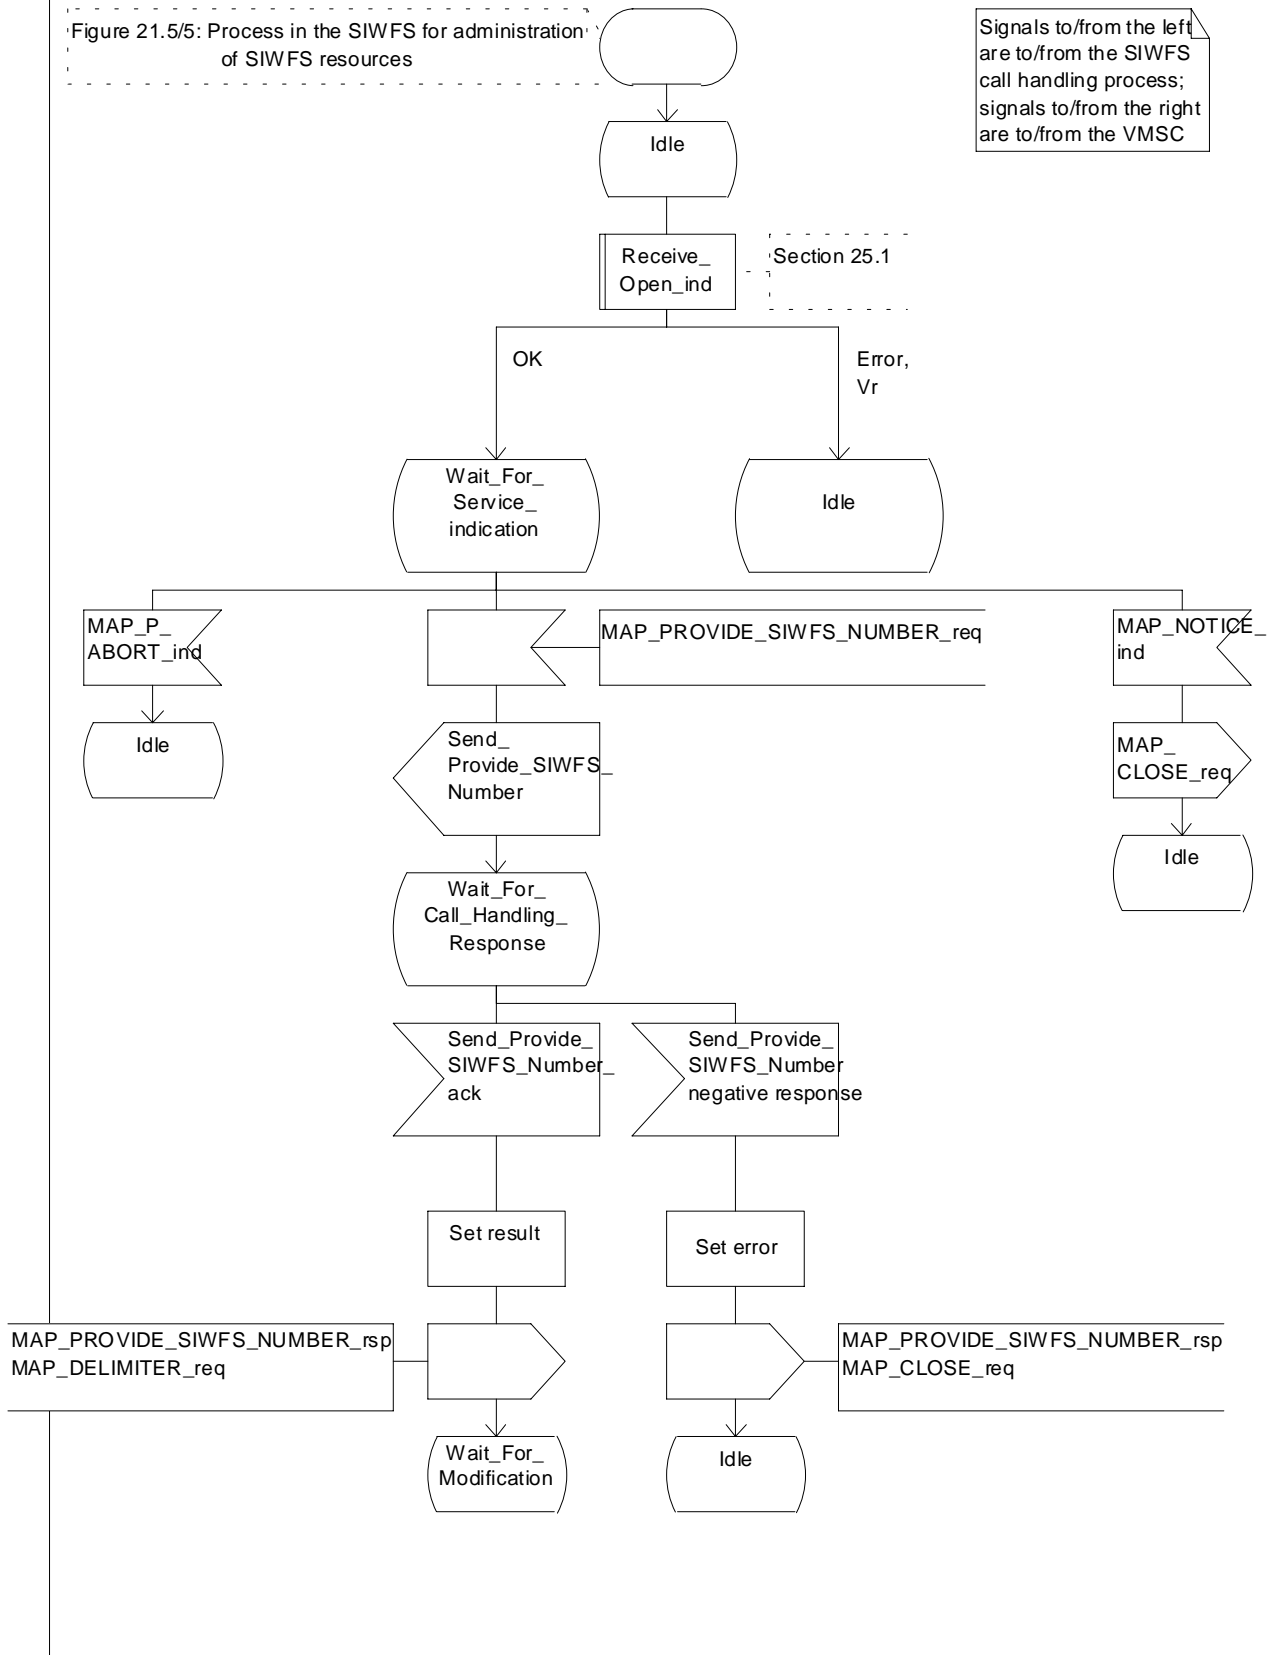 Figure 21.5/5: Process in the SIWFS for administration
of SIWFS resources
Signals to/from the left
are to/from the SIWFS
call handling process;
signals to/from the right
are to/from the VMSC
Idle
Receive_
Open_ind
Section 25.1
OK
Error,
Vr
Wait_For_
Service_
indication
Idle
MAP_P_
ABORT_ind
MAP_PROVIDE_SIWFS_NUMBER_req
MAP_NOTICE_
ind
Idle
Send_
Provide_SIWFS_
Number
MAP_
CLOSE_req
Idle
Wait_For_
Call_Handling_
Response
Send_Provide_
SIWFS_Number_
ack
Send_Provide_
SIWFS_Number
negative response
Set result
Set error
MAP_PROVIDE_SIWFS_NUMBER_rsp
MAP_DELIMITER_req
MAP_PROVIDE_SIWFS_NUMBER_rsp
MAP_CLOSE_req
Wait_For_
Modification
Idle